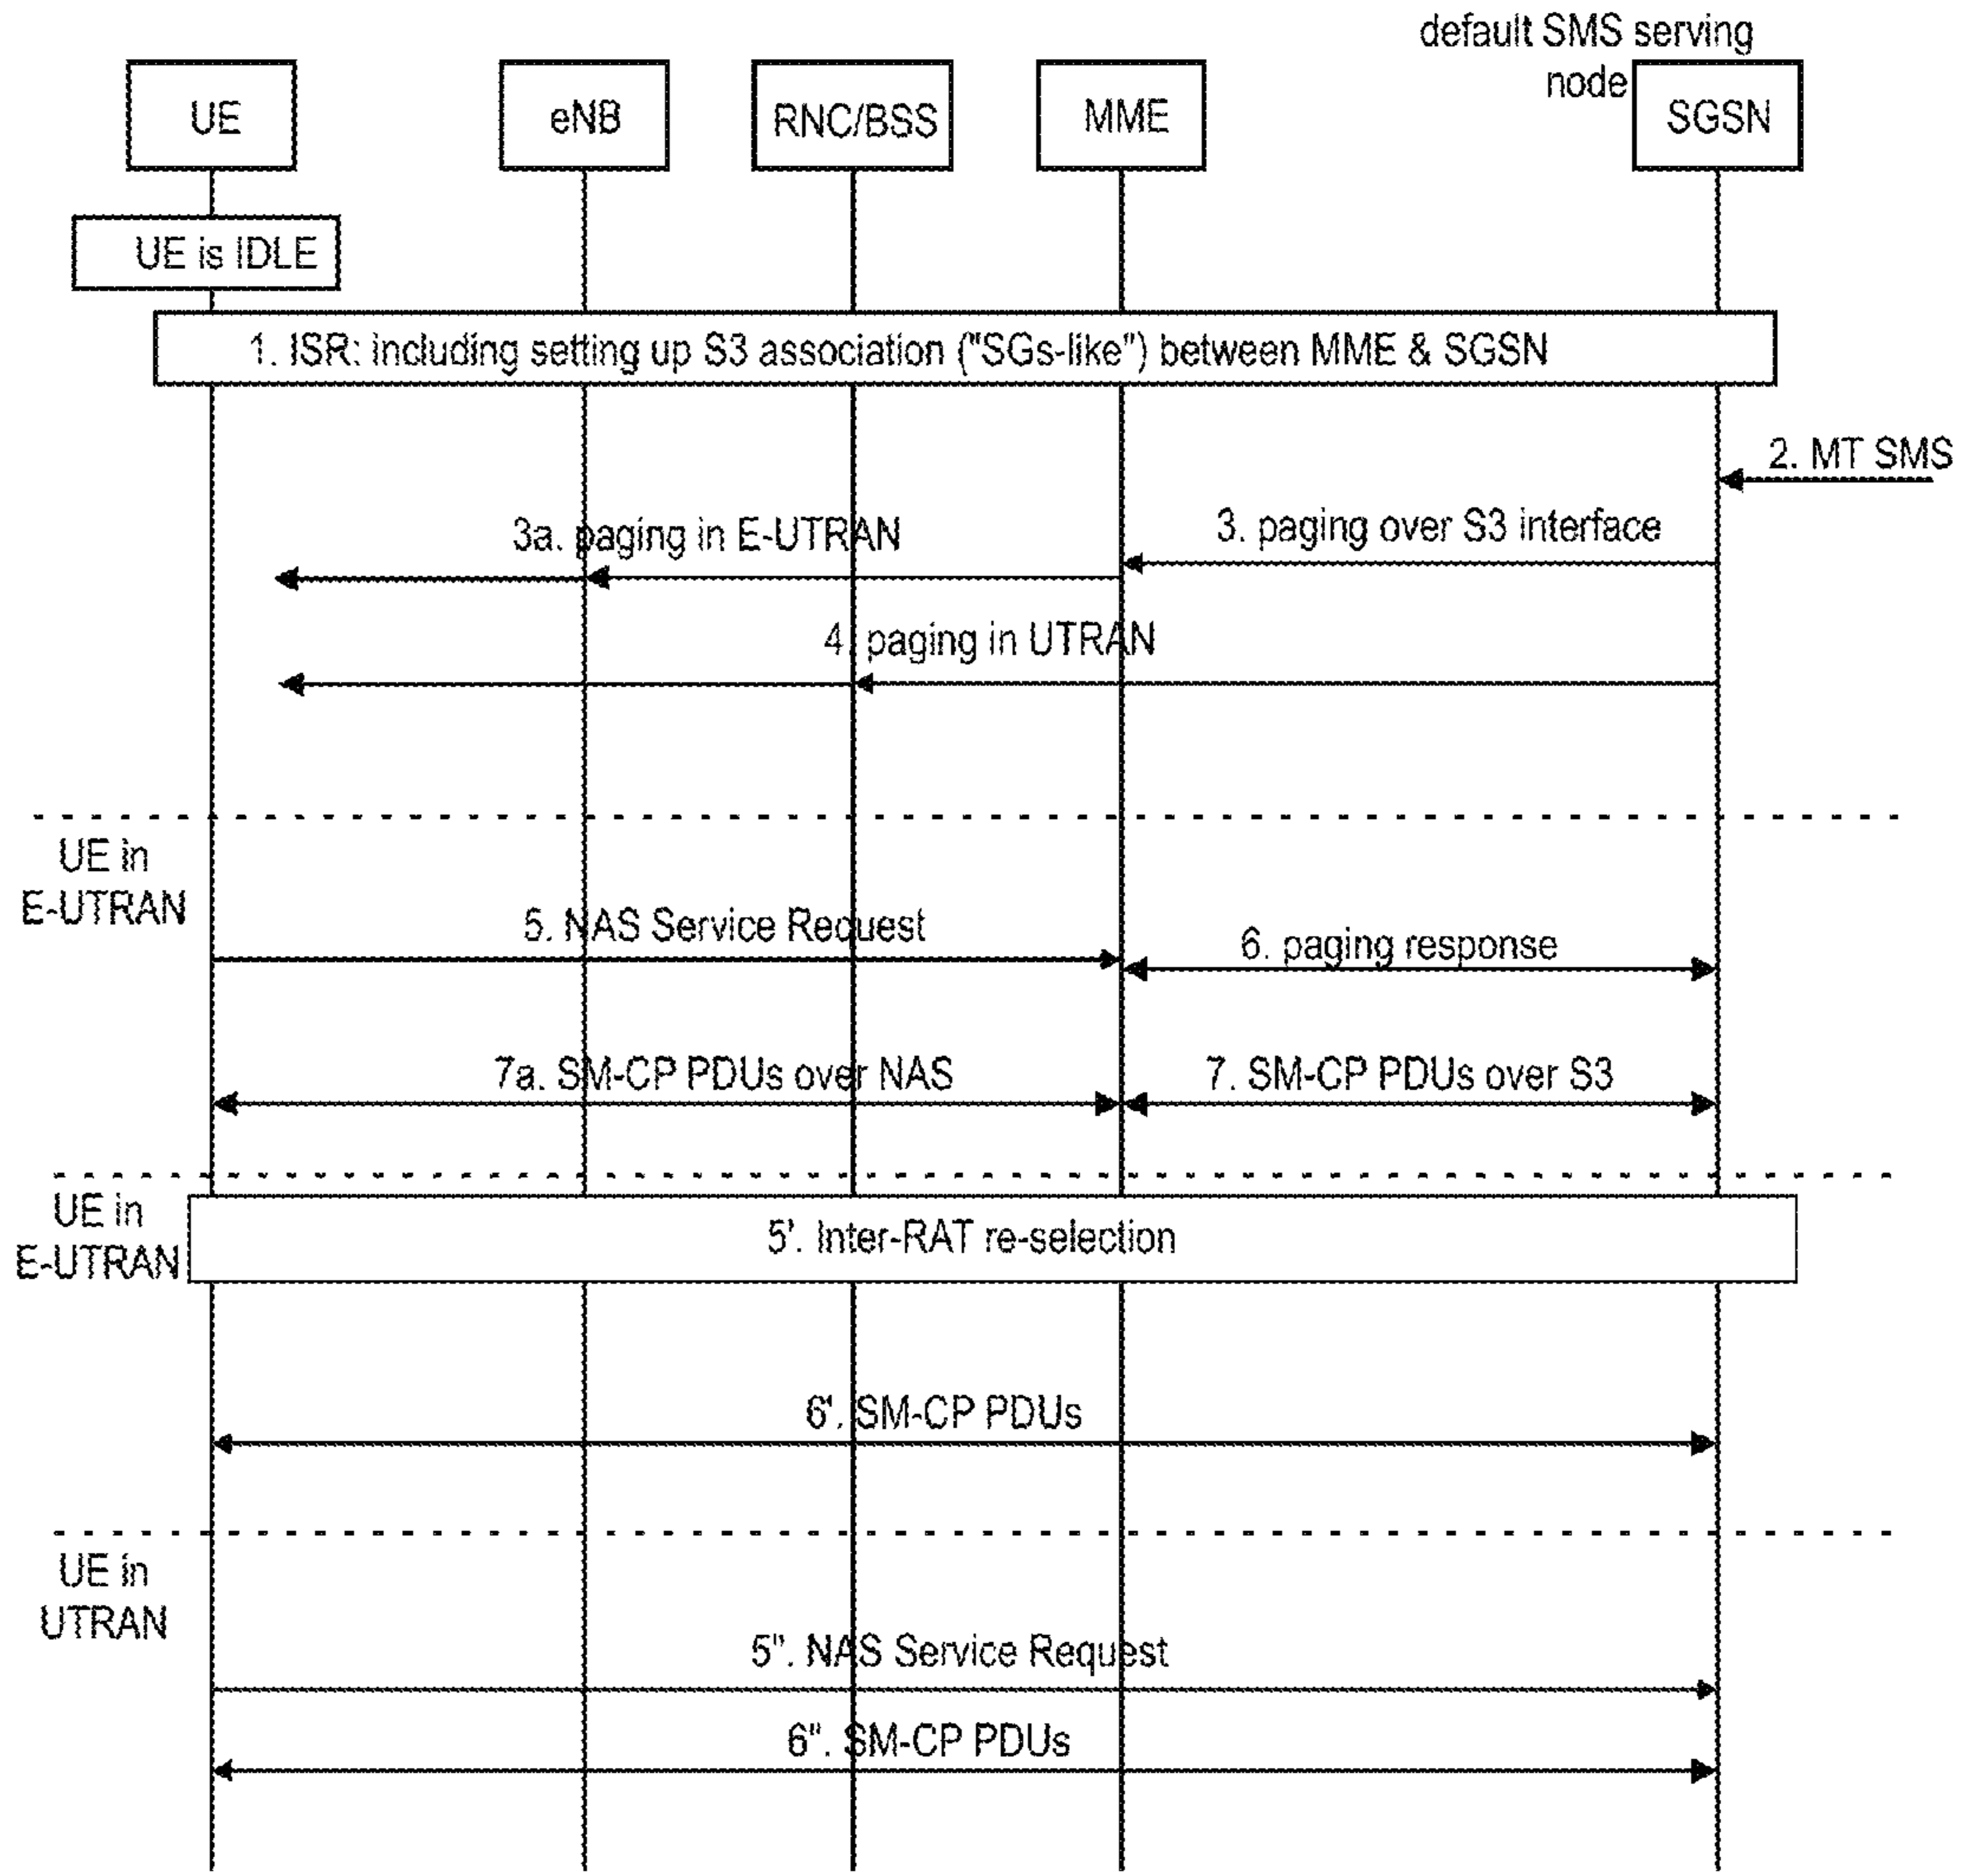 default SMS serving
node
UE
eNB
RNC/BSS
MME
SGSN
UE is IDLE
1. ISR: including setting up S3 association ("SGs-like") between MME & SGSN
2. MT SMS
3a. paging in E-UTRAN
3. paging over S3 interface
4. paging in UTRAN
UE in
E-UTRAN
5. NAS Service Request
6. paging response
7a. SM-CP PDUs over NAS
7. SM-CP PDUs over S3
UE in
E-UTRAN
5'. Inter-RAT re-selection
6'. SM-CP PDUs
UE in
UTRAN
5". NAS Service Request
6". SM-CP PDUs